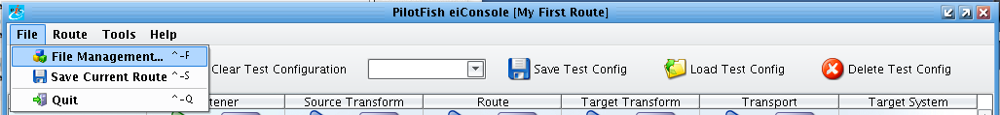 PilotFish eiConsole [My First Route]
File Route Tools Help
File Management... ^-F
Save Current Route ^-S
Quit ^-Q
Clear Test Configuration Save Test Config Load Test Config Delete Test Config
tener Source Transform Route Target Transform Transport Target System